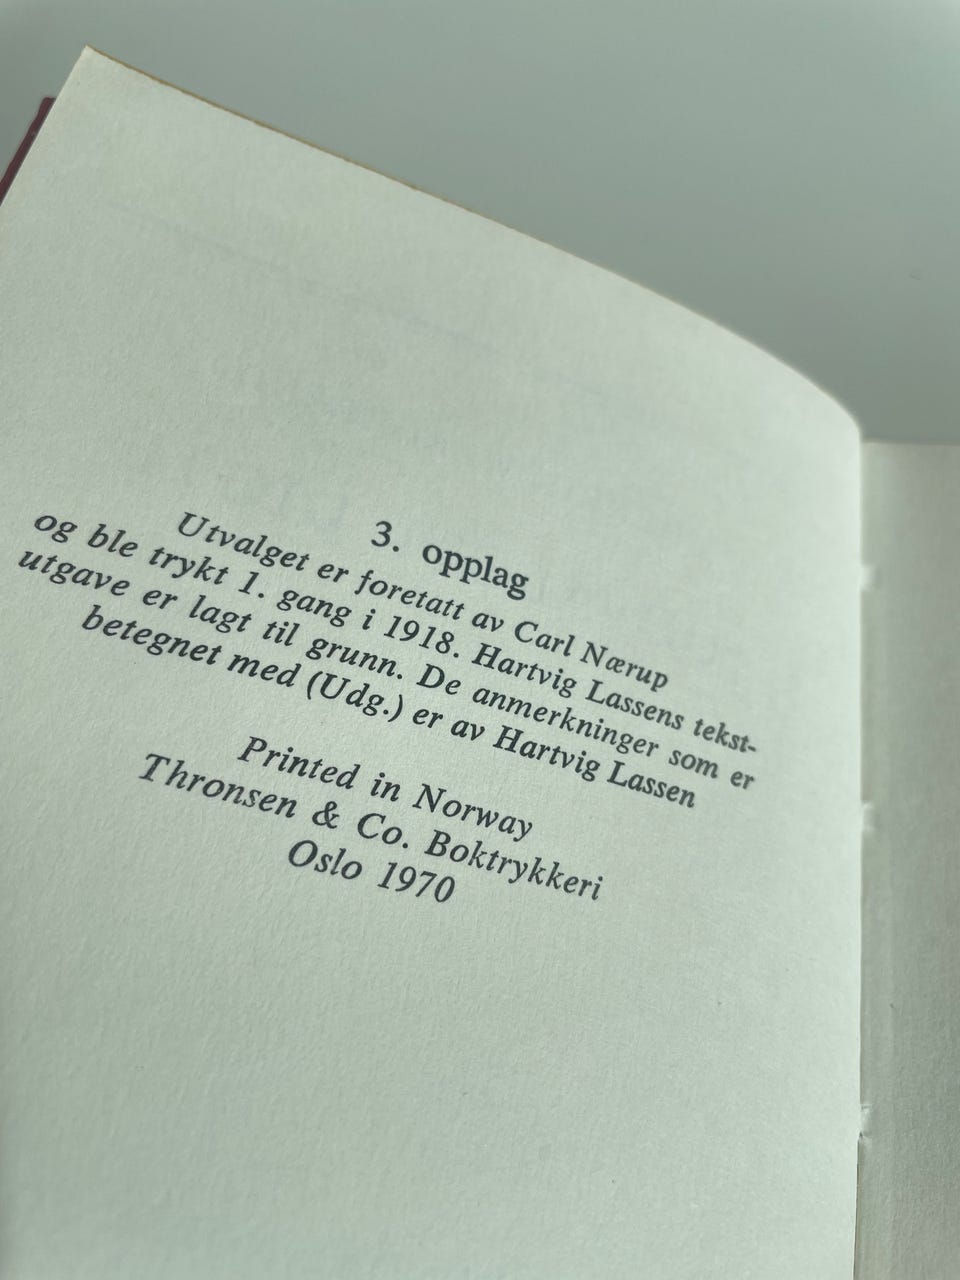 3. opplag
Utvalget er foretatt av Carl Nærup
og ble trykt 1. gang i 1918. Hartvig Lassens tekst-
utgave er lagt til grunn. De anmerkninger som er
betegnet med (Udg.) er av Hartvig Lassen
Printed in Norway
Thronsen & Co. Boktrykkeri
Oslo 1970